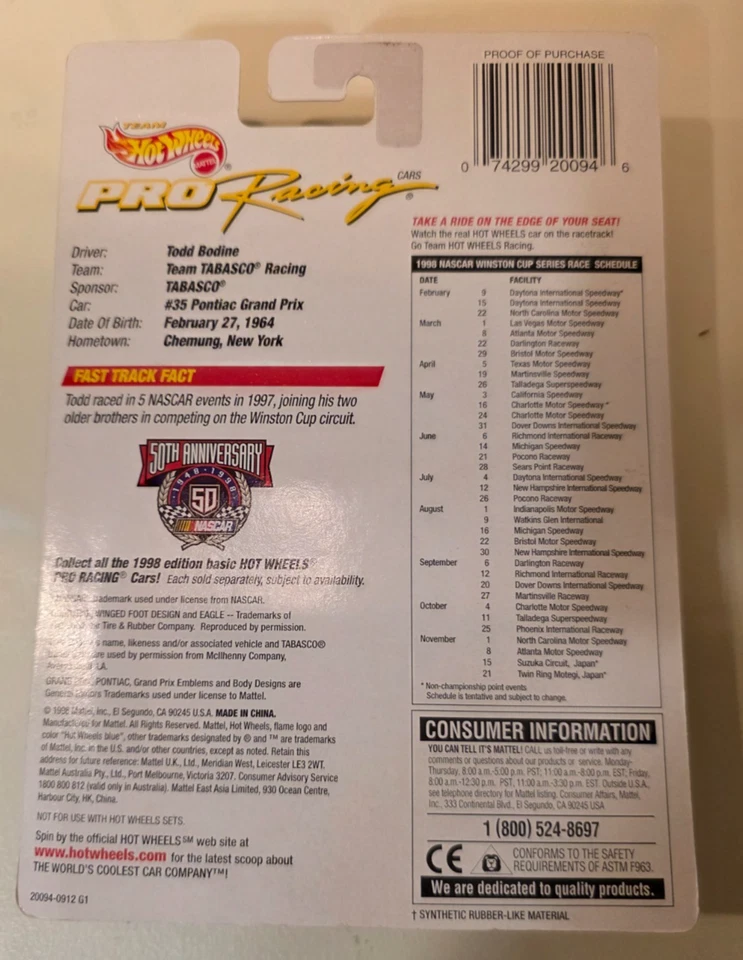 PROOF OF PURCHASE
0 74299 20094 6
TEAM
HOT WHEELS
MATTEL
PRO Racing CARS
Driver: Todd Bodine
Team: Team TABASCO® Racing
Sponsor: TABASCO®
Car: #35 Pontiac Grand Prix
Date Of Birth: February 27, 1964
Hometown: Chemung, New York
FAST TRACK FACT
Todd raced in 5 NASCAR events in 1997, joining his two
older brothers in competing on the Winston Cup circuit.
50TH ANNIVERSARY
1948 - 1998
50
NASCAR
Collect all the 1998 edition basic HOT WHEELS®
PRO RACING® Cars! Each sold separately, subject to availability.
trademark used under license from NASCAR.
WINGED FOOT DESIGN and EAGLE -- Trademarks of
Tire & Rubber Company. Reproduced by permission.
name, likeness and/or associated vehicle and TABASCO®
use by permission from McIlhenny Company,
PONTIAC, Grand Prix Emblems and Body Designs are
General Motors Trademarks used under license to Mattel.
© 1998 Mattel, Inc., El Segundo, CA 90245 U.S.A. MADE IN CHINA.
Manufactured for Mattel. All Rights Reserved. Mattel, Hot Wheels, flame logo and
color "Hot Wheels blue", other trademarks designated by ® and ™ are trademarks
of Mattel, Inc. in the U.S. and/or other countries, except as noted. Retain this
address for future reference: Mattel U.K., Ltd., Meridian West, Leicester LE3 2WT.
Mattel Australia Pty., Ltd., Port Melbourne, Victoria 3207. Consumer Advisory Service
1800 800 812 (valid only in Australia). Mattel East Asia Limited, 930 Ocean Centre,
Harbour City, HK, China.
NOT FOR USE WITH HOT WHEELS SETS.
Spin by the official HOT WHEELS℠ web site at
www.hotwheels.com for the latest scoop about
THE WORLD'S COOLEST CAR COMPANY™!
20094-0912 G1
TAKE A RIDE ON THE EDGE OF YOUR SEAT!
Watch the real HOT WHEELS car on the racetrack!
Go Team HOT WHEELS Racing.
1998 NASCAR WINSTON CUP SERIES RACE SCHEDULE
DATE FACILITY
February 9 Daytona International Speedway*
15 Daytona International Speedway
22 North Carolina Motor Speedway
March 1 Las Vegas Motor Speedway
8 Atlanta Motor Speedway
22 Darlington Raceway
29 Bristol Motor Speedway
April 5 Texas Motor Speedway
19 Martinsville Speedway
26 Talladega Superspeedway
May 3 California Speedway
16 Charlotte Motor Speedway*
24 Charlotte Motor Speedway
31 Dover Downs International Speedway
June 6 Richmond International Raceway
14 Michigan Speedway
21 Pocono Raceway
28 Sears Point Raceway
July 4 Daytona International Speedway
12 New Hampshire International Speedway
26 Pocono Raceway
August 1 Indianapolis Motor Speedway
9 Watkins Glen International
16 Michigan Speedway
22 Bristol Motor Speedway
30 New Hampshire International Speedway
September 6 Darlington Raceway
12 Richmond International Raceway
20 Dover Downs International Speedway
27 Martinsville Raceway
October 4 Charlotte Motor Speedway
11 Talladega Superspeedway
25 Phoenix International Raceway
November 1 North Carolina Motor Speedway
8 Atlanta Motor Speedway
15 Suzuka Circuit, Japan*
21 Twin Ring Motegi, Japan*
* Non-championship point events
Schedule is tentative and subject to change.
CONSUMER INFORMATION
YOU CAN TELL IT'S MATTEL! CALL us toll-free or write with any
comments or questions about our products or service. Monday-
Thursday, 8:00 a.m.-5:00 p.m. PST; 11:00 a.m.-8:00 p.m. EST; Friday,
8:00 a.m.-12:30 p.m. PST, 11:00 a.m.-3:30 p.m. EST. Outside U.S.A.,
see telephone directory for Mattel listing. Consumer Affairs, Mattel,
Inc., 333 Continental Blvd., El Segundo, CA 90245 USA
1 (800) 524-8697
CE
CONFORMS TO THE SAFETY
REQUIREMENTS OF ASTM F963.
We are dedicated to quality products.
† SYNTHETIC RUBBER-LIKE MATERIAL